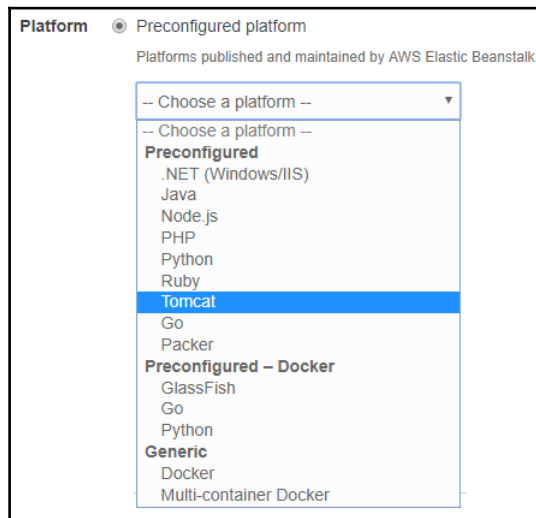 Platform
Preconfigured platform
Platforms published and maintained by AWS Elastic Beanstalk.
-- Choose a platform --
-- Choose a platform --
Preconfigured
.NET (Windows/IIS)
Java
Node.js
PHP
Python
Ruby
Tomcat
Go
Packer
Preconfigured – Docker
GlassFish
Go
Python
Generic
Docker
Multi-container Docker